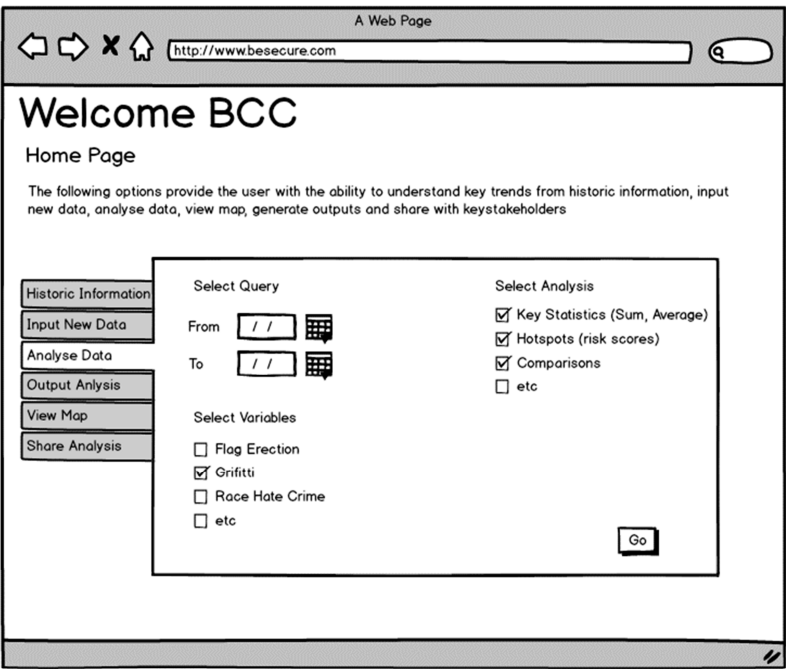 A Web Page
http://www.besecure.com
Welcome BCC
Home Page
The following options provide the user with the ability to understand key trends from historic information, input
new data, analyse data, view map, generate outputs and share with keystakeholders
Historic Information
Input New Data
Analyse Data
Output Anlysis
View Map
Share Analysis
Select Query
From / /
To / /
Select Variables
Flag Erection
Grifitti
Race Hate Crime
etc
Select Analysis
Key Statistics (Sum, Average)
Hotspots (risk scores)
Comparisons
etc
Go